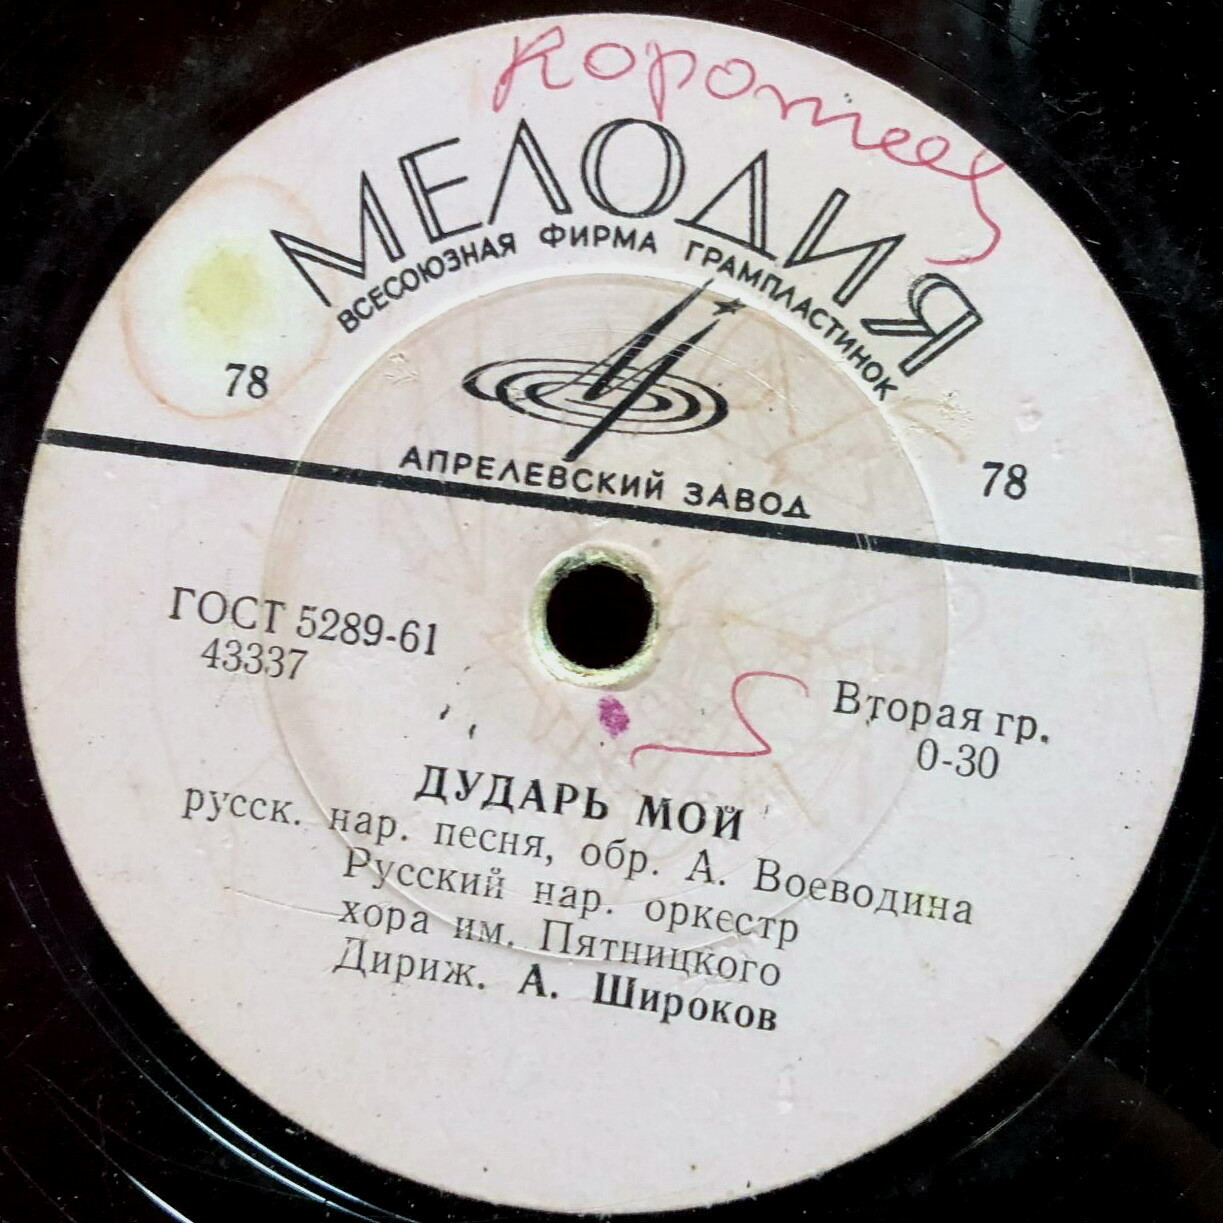 МЕЛОДИЯ
ВСЕСОЮЗНАЯ ФИРМА ГРАМПЛАСТИНОК
78
78
АПРЕЛЕВСКИЙ ЗАВОД
ГОСТ 5289-61
43337
Вторая гр.
0-30
ДУДАРЬ МОЙ
русск. нар. песня, обр. А. Воеводина
Русский нар. оркестр
хора им. Пятницкого
Дириж. А. Широков